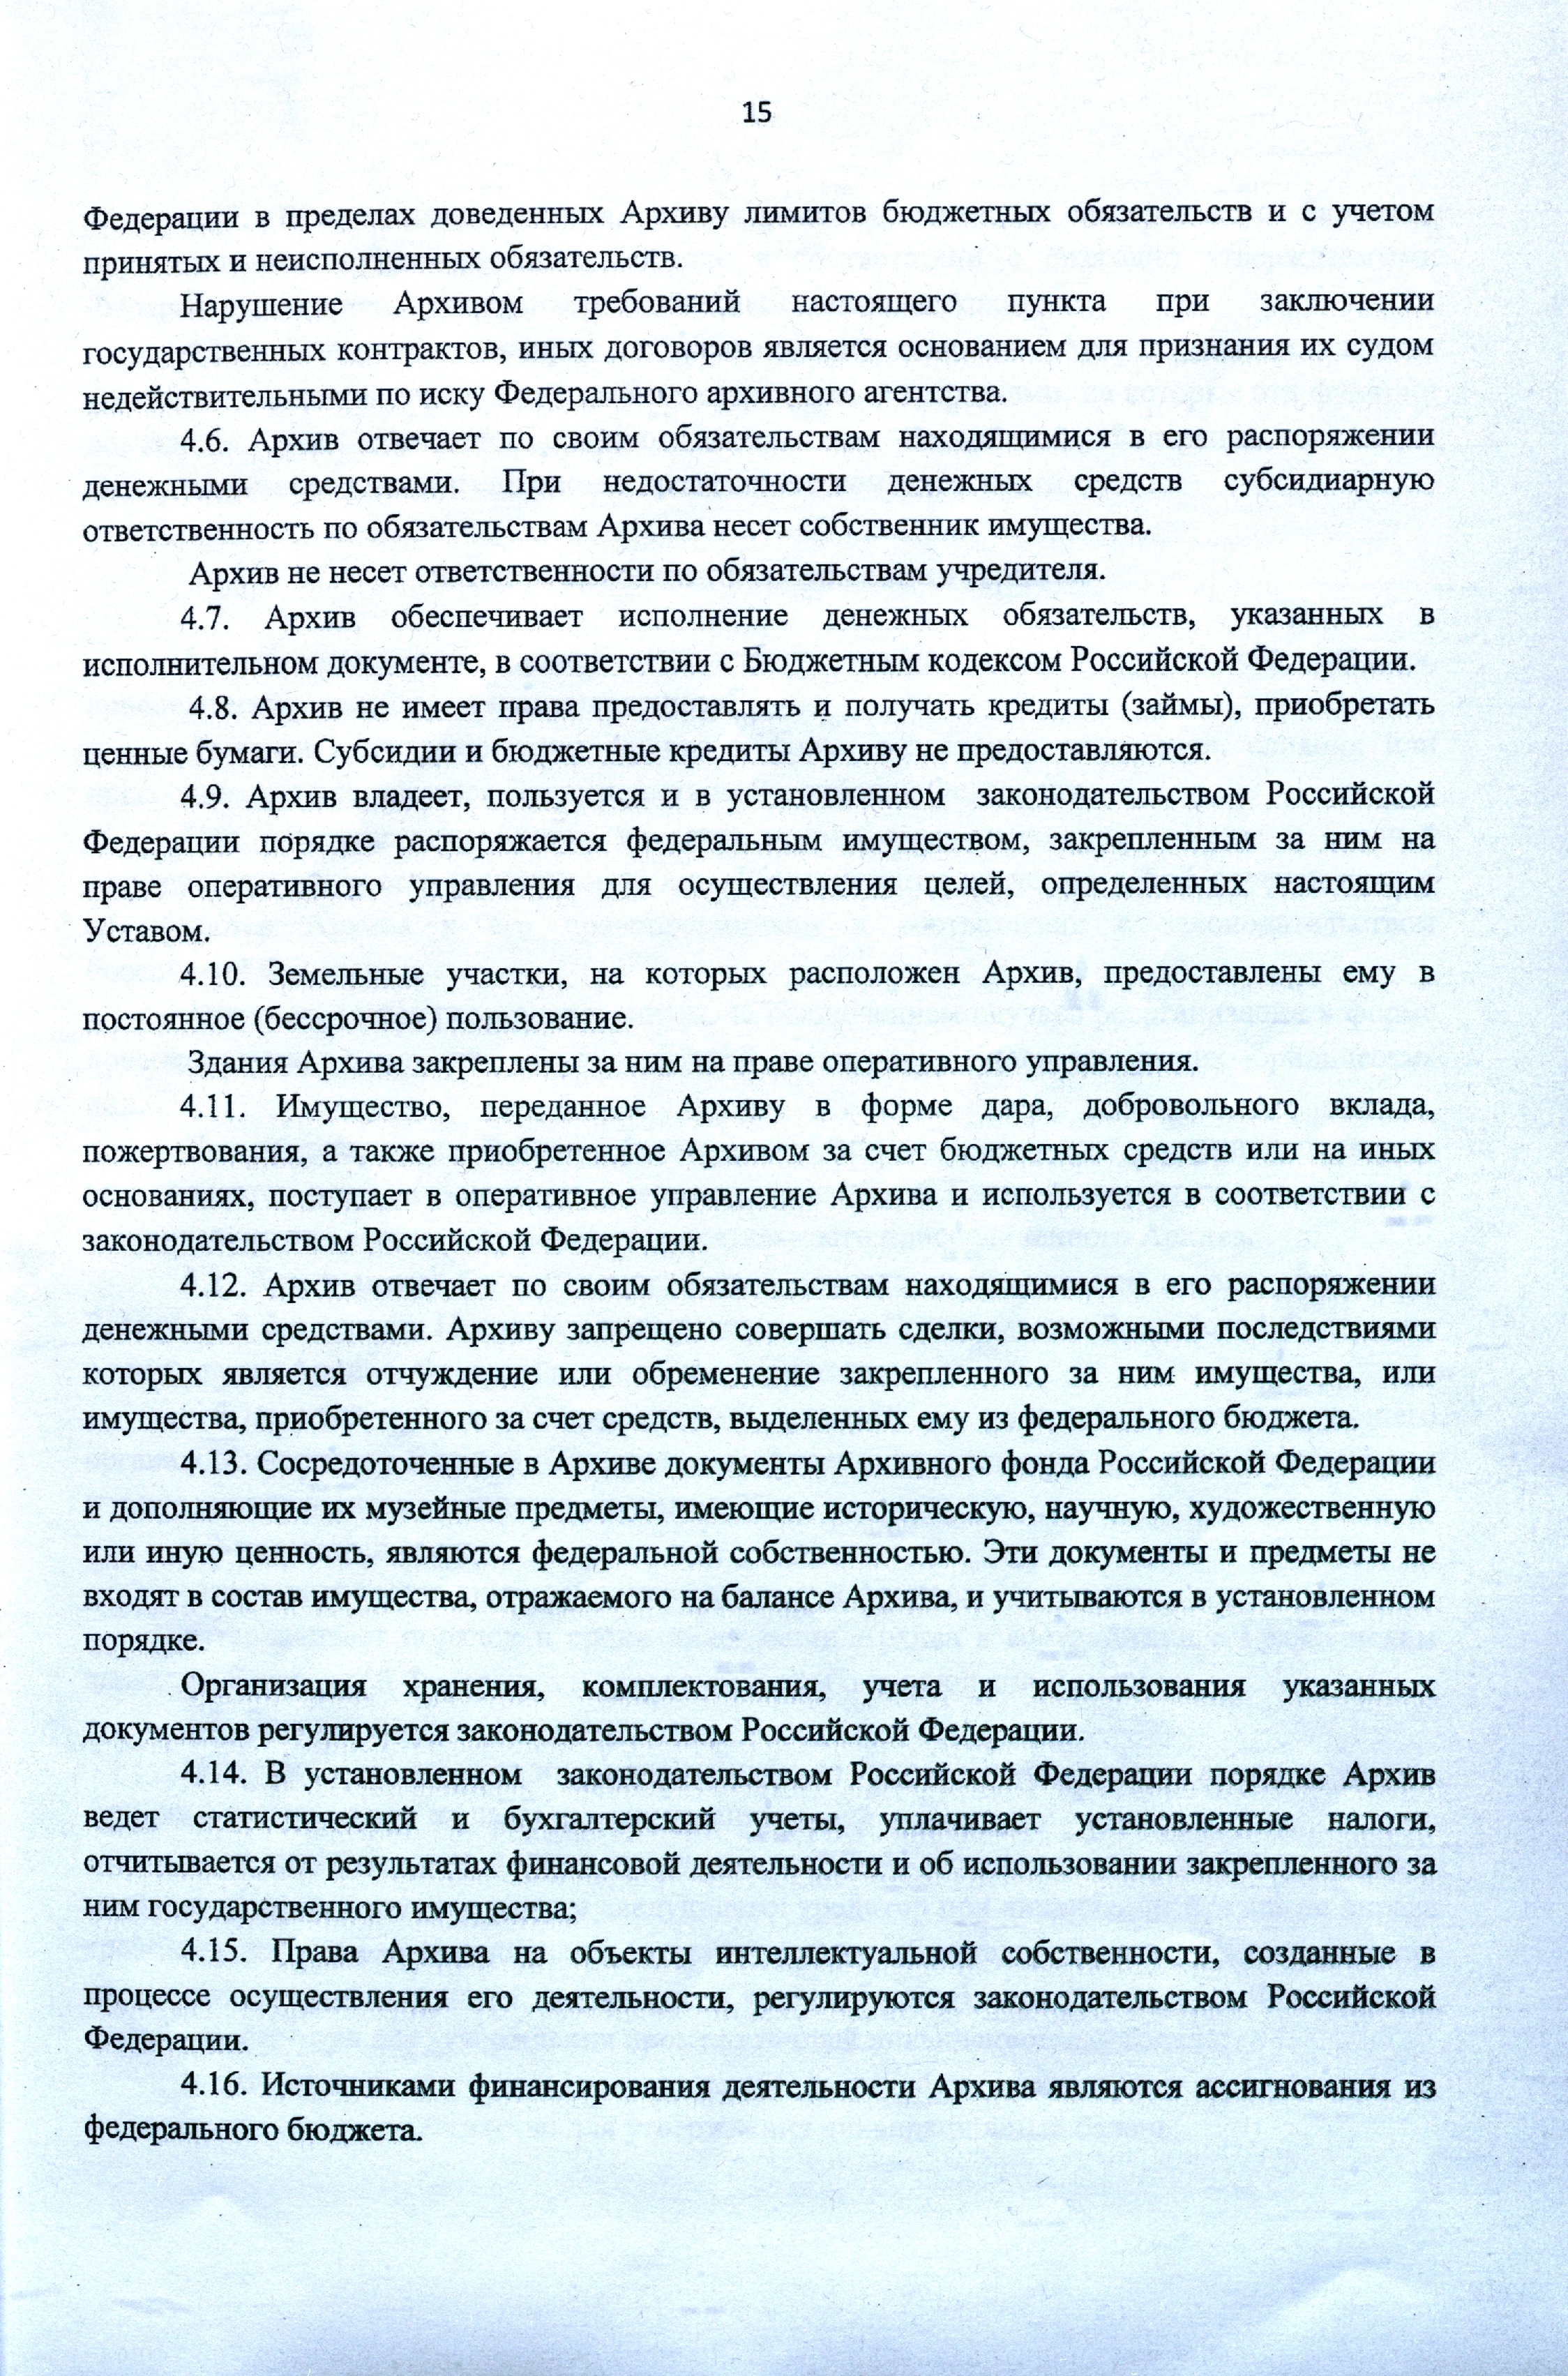 15
Федерации в пределах доведенных Архиву лимитов бюджетных обязательств и с учетом
принятых и неисполненных обязательств.
Нарушение Архивом требований настоящего пункта при заключении
государственных контрактов, иных договоров является основанием для признания их судом
недействительными по иску Федерального архивного агентства.
4.6. Архив отвечает по своим обязательствам находящимися в его распоряжении
денежными средствами. При недостаточности денежных средств субсидиарную
ответственность по обязательствам Архива несет собственник имущества.
Архив не несет ответственности по обязательствам учредителя.
4.7. Архив обеспечивает исполнение денежных обязательств, указанных в
исполнительном документе, в соответствии с Бюджетным кодексом Российской Федерации.
4.8. Архив не имеет права предоставлять и получать кредиты (займы), приобретать
ценные бумаги. Субсидии и бюджетные кредиты Архиву не предоставляются.
4.9. Архив владеет, пользуется и в установленном законодательством Российской
Федерации порядке распоряжается федеральным имуществом, закрепленным за ним на
праве оперативного управления для осуществления целей, определенных настоящим
Уставом.
4.10. Земельные участки, на которых расположен Архив, предоставлены ему в
постоянное (бессрочное) пользование.
Здания Архива закреплены за ним на праве оперативного управления.
4.11. Имущество, переданное Архиву в форме дара, добровольного вклада,
пожертвования, а также приобретенное Архивом за счет бюджетных средств или на иных
основаниях, поступает в оперативное управление Архива и используется в соответствии с
законодательством Российской Федерации.
4.12. Архив отвечает по своим обязательствам находящимися в его распоряжении
денежными средствами. Архиву запрещено совершать сделки, возможными последствиями
которых является отчуждение или обременение закрепленного за ним имущества, или
имущества, приобретенного за счет средств, выделенных ему из федерального бюджета.
4.13. Сосредоточенные в Архиве документы Архивного фонда Российской Федерации
и дополняющие их музейные предметы, имеющие историческую, научную, художественную
или иную ценность, являются федеральной собственностью. Эти документы и предметы не
входят в состав имущества, отражаемого на балансе Архива, и учитываются в установленном
порядке.
Организация хранения, комплектования, учета и использования указанных
документов регулируется законодательством Российской Федерации.
4.14. В установленном законодательством Российской Федерации порядке Архив
ведет статистический и бухгалтерский учеты, уплачивает установленные налоги,
отчитывается от результатах финансовой деятельности и об использовании закрепленного за
ним государственного имущества;
4.15. Права Архива на объекты интеллектуальной собственности, созданные в
процессе осуществления его деятельности, регулируются законодательством Российской
Федерации.
4.16. Источниками финансирования деятельности Архива являются ассигнования из
федерального бюджета.